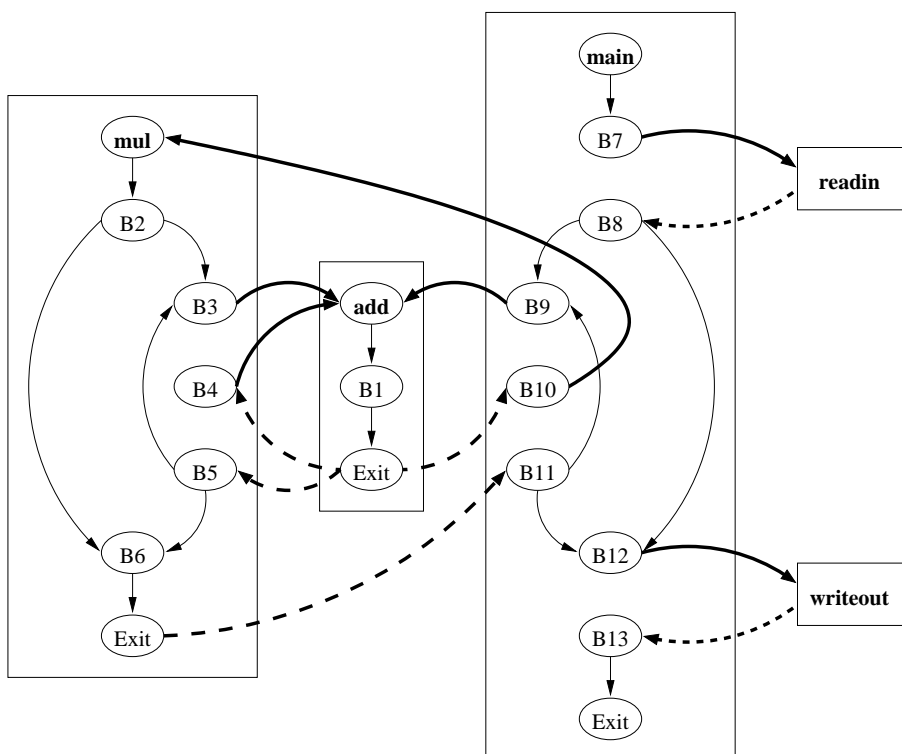 main
mul
B7
readin
B2
B8
B3
add
B9
B4
B1
B10
B5
Exit
B11
B6
B12
writeout
Exit
B13
Exit